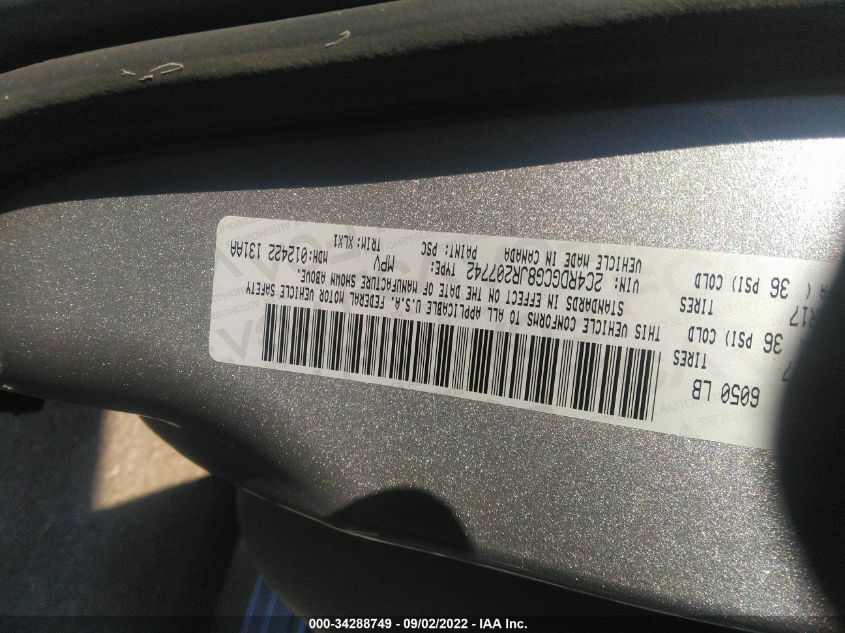 6050 LB
TIRES
36 PSI) COLD
R17
TIRES
A ( 36 PSI) COLD
THIS VEHICLE CONFORMS TO ALL APPLICABLE U.S.A. FEDERAL MOTOR VEHICLE SAFETY
STANDARDS IN EFFECT ON THE DATE OF MANUFACTURE SHOWN ABOVE.
VIN: 2C4RDGCG8JR207742 TYPE: MPV MDH:012422 131AA
VEHICLE MADE IN CANADA PAINT: PSC TRIM: XLX1
000-34288749 - 09/02/2022 - IAA Inc.